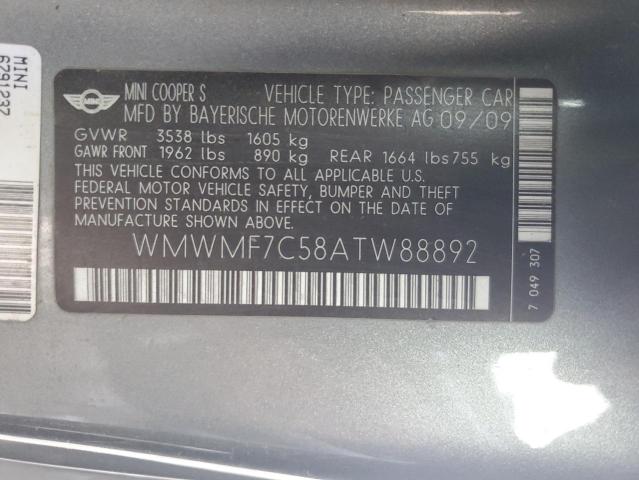 MINI
6791237
MINI
MINI COOPER S VEHICLE TYPE: PASSENGER CAR
MFD BY BAYERISCHE MOTORENWERKE AG 09/09
GVWR 3538 lbs 1605 kg
GAWR FRONT 1962 lbs 890 kg REAR 1664 lbs 755 kg
THIS VEHICLE CONFORMS TO ALL APPLICABLE U.S.
FEDERAL MOTOR VEHICLE SAFETY, BUMPER AND THEFT
PREVENTION STANDARDS IN EFFECT ON THE DATE OF
MANUFACTURE SHOWN ABOVE.
WMWMF7C58ATW88892
7 049 307